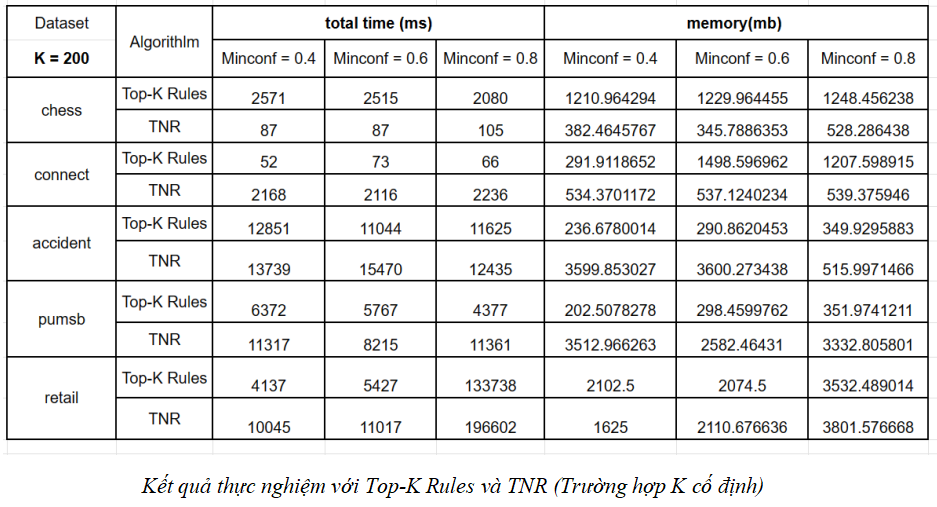 Dataset Algorithlm total time (ms) memory(mb)
K = 200 Minconf = 0.4 Minconf = 0.6 Minconf = 0.8 Minconf = 0.4 Minconf = 0.6 Minconf = 0.8
chess Top-K Rules 2571 2515 2080 1210.964294 1229.964455 1248.456238
TNR 87 87 105 382.4645767 345.7886353 528.286438
connect Top-K Rules 52 73 66 291.9118652 1498.596962 1207.598915
TNR 2168 2116 2236 534.3701172 537.1240234 539.375946
accident Top-K Rules 12851 11044 11625 236.6780014 290.8620453 349.9295883
TNR 13739 15470 12435 3599.853027 3600.273438 515.9971466
pumsb Top-K Rules 6372 5767 4377 202.5078278 298.4599762 351.9741211
TNR 11317 8215 11361 3512.966263 2582.46431 3332.805801
retail Top-K Rules 4137 5427 133738 2102.5 2074.5 3532.489014
TNR 10045 11017 196602 1625 2110.676636 3801.576668
Kết quả thực nghiệm với Top-K Rules và TNR (Trường hợp K cố định)